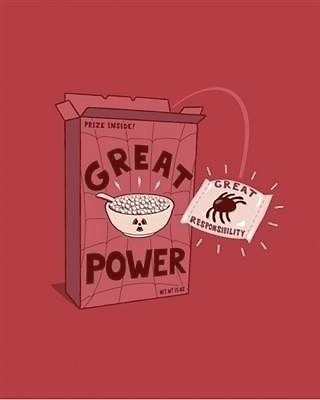 PRIZE INSIDE!
GREAT
POWER
NET WT 15 OZ
GREAT
RESPONSIBILITY